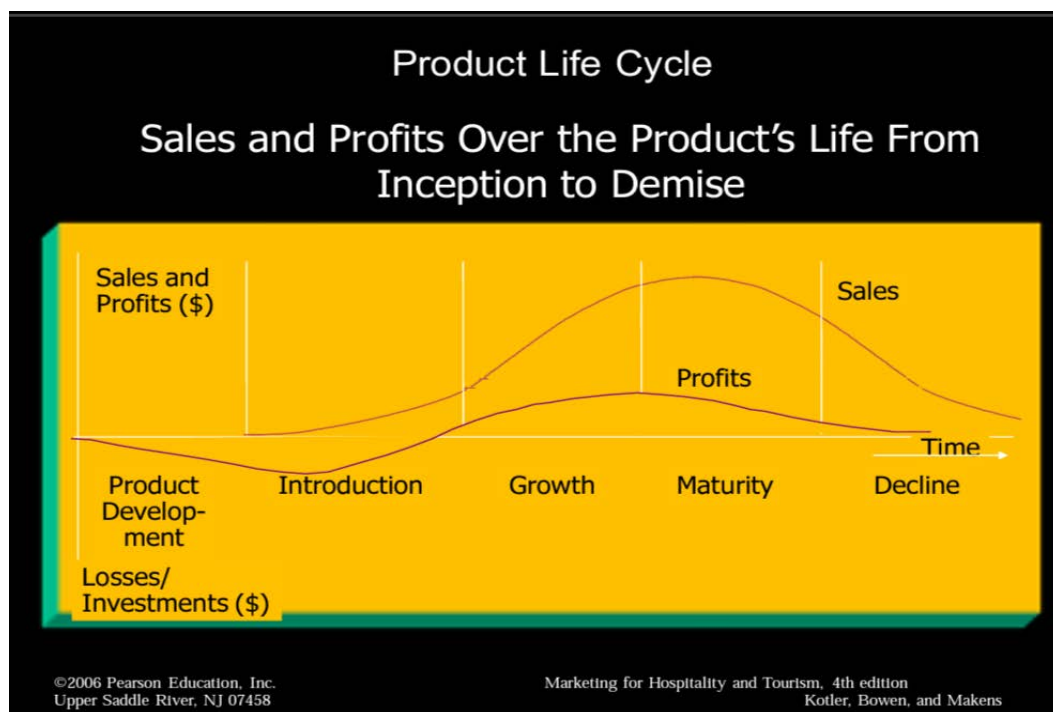 Product Life Cycle
Sales and Profits Over the Product's Life From
Inception to Demise
Sales and
Profits ($)
Sales
Profits
Time
Product
Develop-
ment
Introduction
Growth
Maturity
Decline
Losses/
Investments ($)
©2006 Pearson Education, Inc.
Upper Saddle River, NJ 07458
Marketing for Hospitality and Tourism, 4th edition
Kotler, Bowen, and Makens